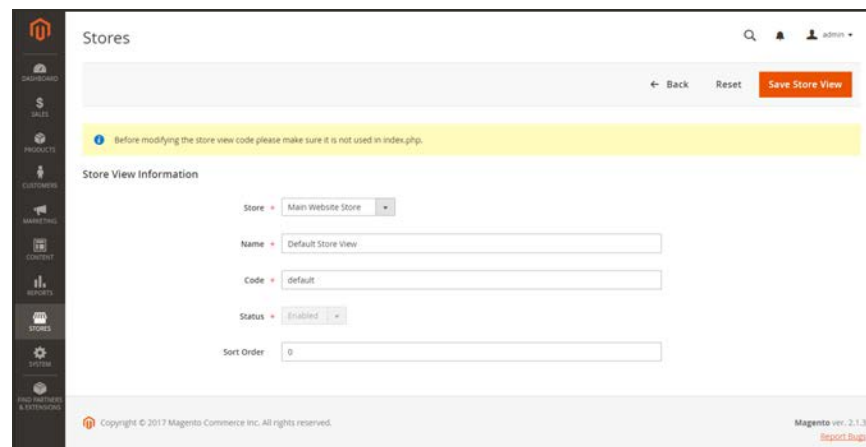 Stores
admin
DASHBOARD
SALES
PRODUCTS
CUSTOMERS
MARKETING
CONTENT
REPORTS
STORES
SYSTEM
FIND PARTNERS
& EXTENSIONS
← Back
Reset
Save Store View
Before modifying the store view code please make sure it is not used in index.php.
Store View Information
Store * Main Website Store
Name * Default Store View
Code * default
Status * Enabled
Sort Order 0
Copyright © 2017 Magento Commerce Inc. All rights reserved.
Magento ver. 2.1.3
Report Bugs